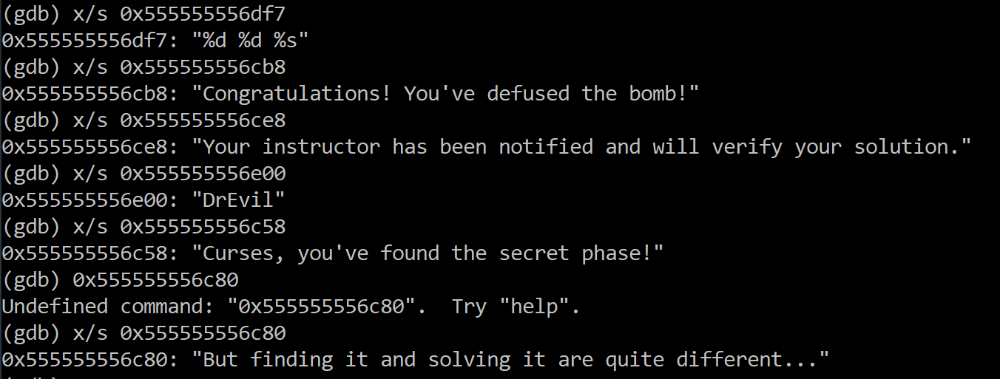 (gdb) x/s 0x555555556df7
0x555555556df7: "%d %d %s"
(gdb) x/s 0x555555556cb8
0x555555556cb8: "Congratulations! You've defused the bomb!"
(gdb) x/s 0x555555556ce8
0x555555556ce8: "Your instructor has been notified and will verify your solution."
(gdb) x/s 0x555555556e00
0x555555556e00: "DrEvil"
(gdb) x/s 0x555555556c58
0x555555556c58: "Curses, you've found the secret phase!"
(gdb) 0x555555556c80
Undefined command: "0x555555556c80".  Try "help".
(gdb) x/s 0x555555556c80
0x555555556c80: "But finding it and solving it are quite different..."